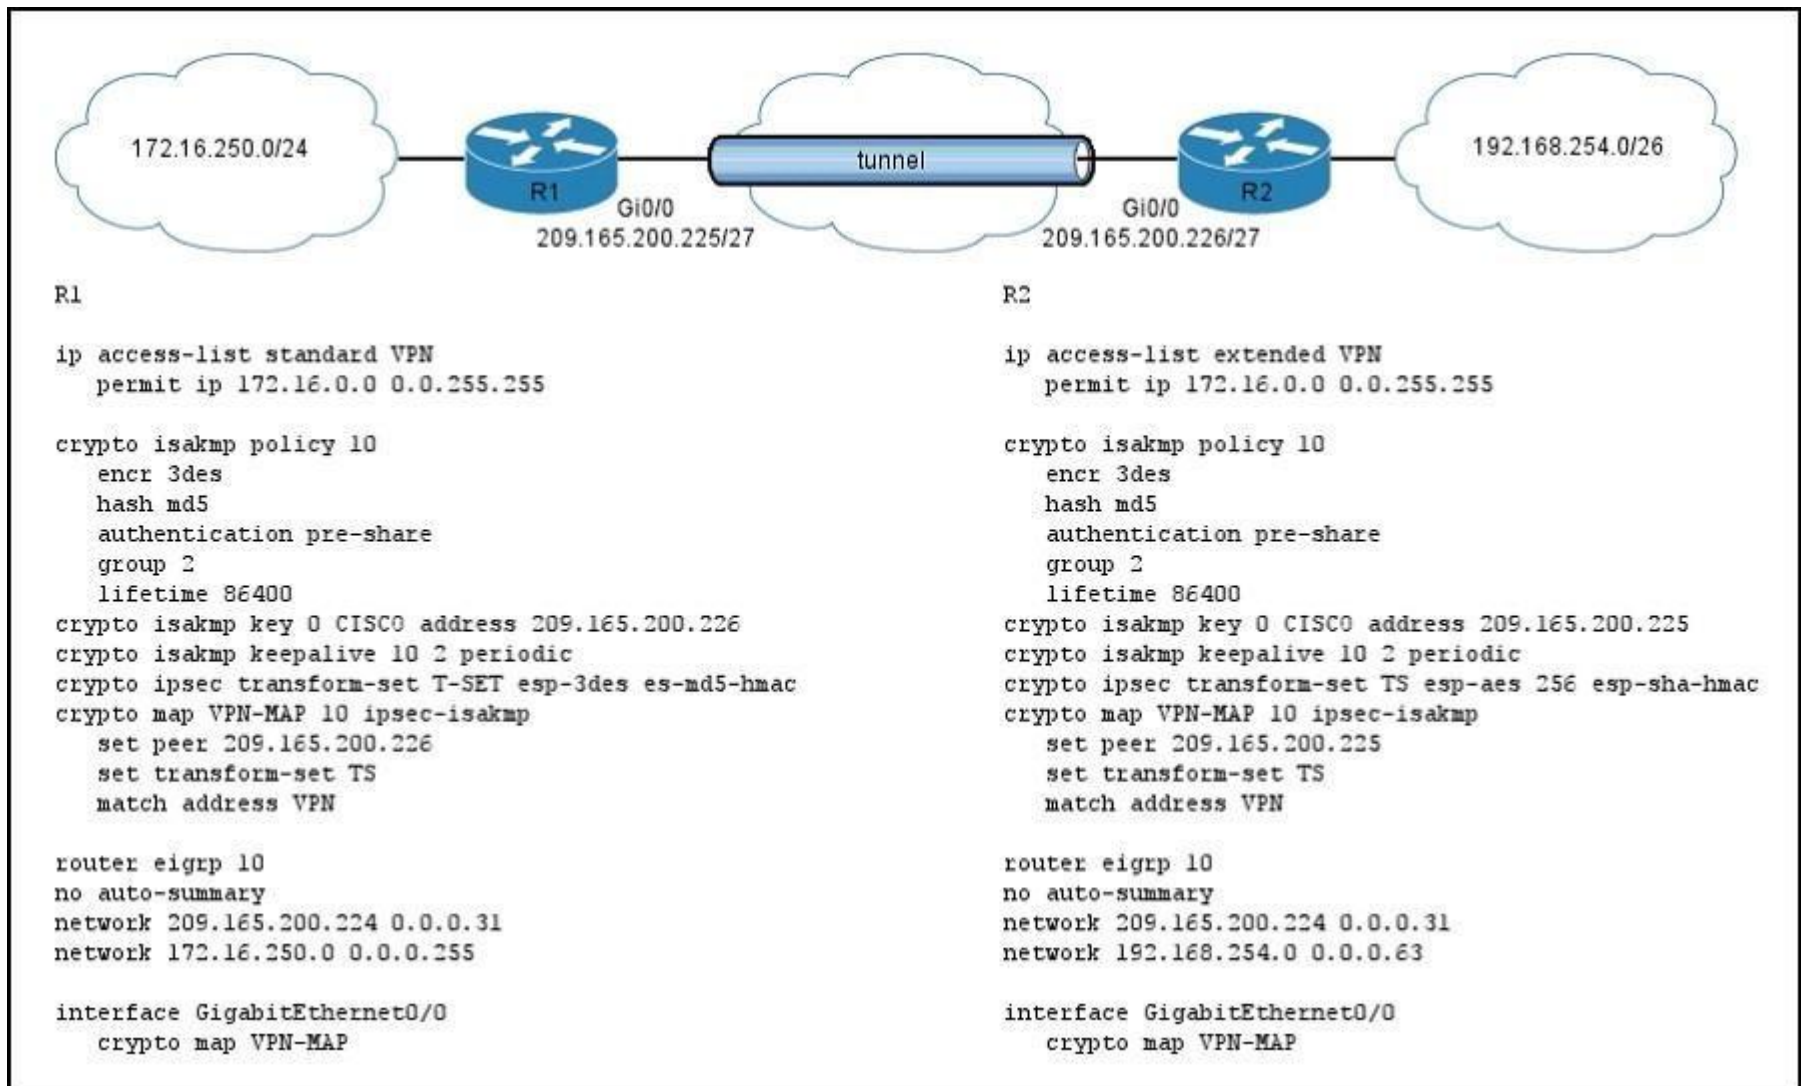 172.16.250.0/24
R1
Gi0/0
209.165.200.225/27
tunnel
Gi0/0
209.165.200.226/27
R2
192.168.254.0/26
R1
ip access-list standard VPN
permit ip 172.16.0.0 0.0.255.255
crypto isakmp policy 10
encr 3des
hash md5
authentication pre-share
group 2
lifetime 86400
crypto isakmp key 0 CISCO address 209.165.200.226
crypto isakmp keepalive 10 2 periodic
crypto ipsec transform-set T-SET esp-3des es-md5-hmac
crypto map VPN-MAP 10 ipsec-isakmp
set peer 209.165.200.226
set transform-set TS
match address VPN
router eigrp 10
no auto-summary
network 209.165.200.224 0.0.0.31
network 172.16.250.0 0.0.0.255
interface GigabitEthernet0/0
crypto map VPN-MAP
R2
ip access-list extended VPN
permit ip 172.16.0.0 0.0.255.255
crypto isakmp policy 10
encr 3des
hash md5
authentication pre-share
group 2
lifetime 86400
crypto isakmp key 0 CISCO address 209.165.200.225
crypto isakmp keepalive 10 2 periodic
crypto ipsec transform-set TS esp-aes 256 esp-sha-hmac
crypto map VPN-MAP 10 ipsec-isakmp
set peer 209.165.200.225
set transform-set TS
match address VPN
router eigrp 10
no auto-summary
network 209.165.200.224 0.0.0.31
network 192.168.254.0 0.0.0.63
interface GigabitEthernet0/0
crypto map VPN-MAP